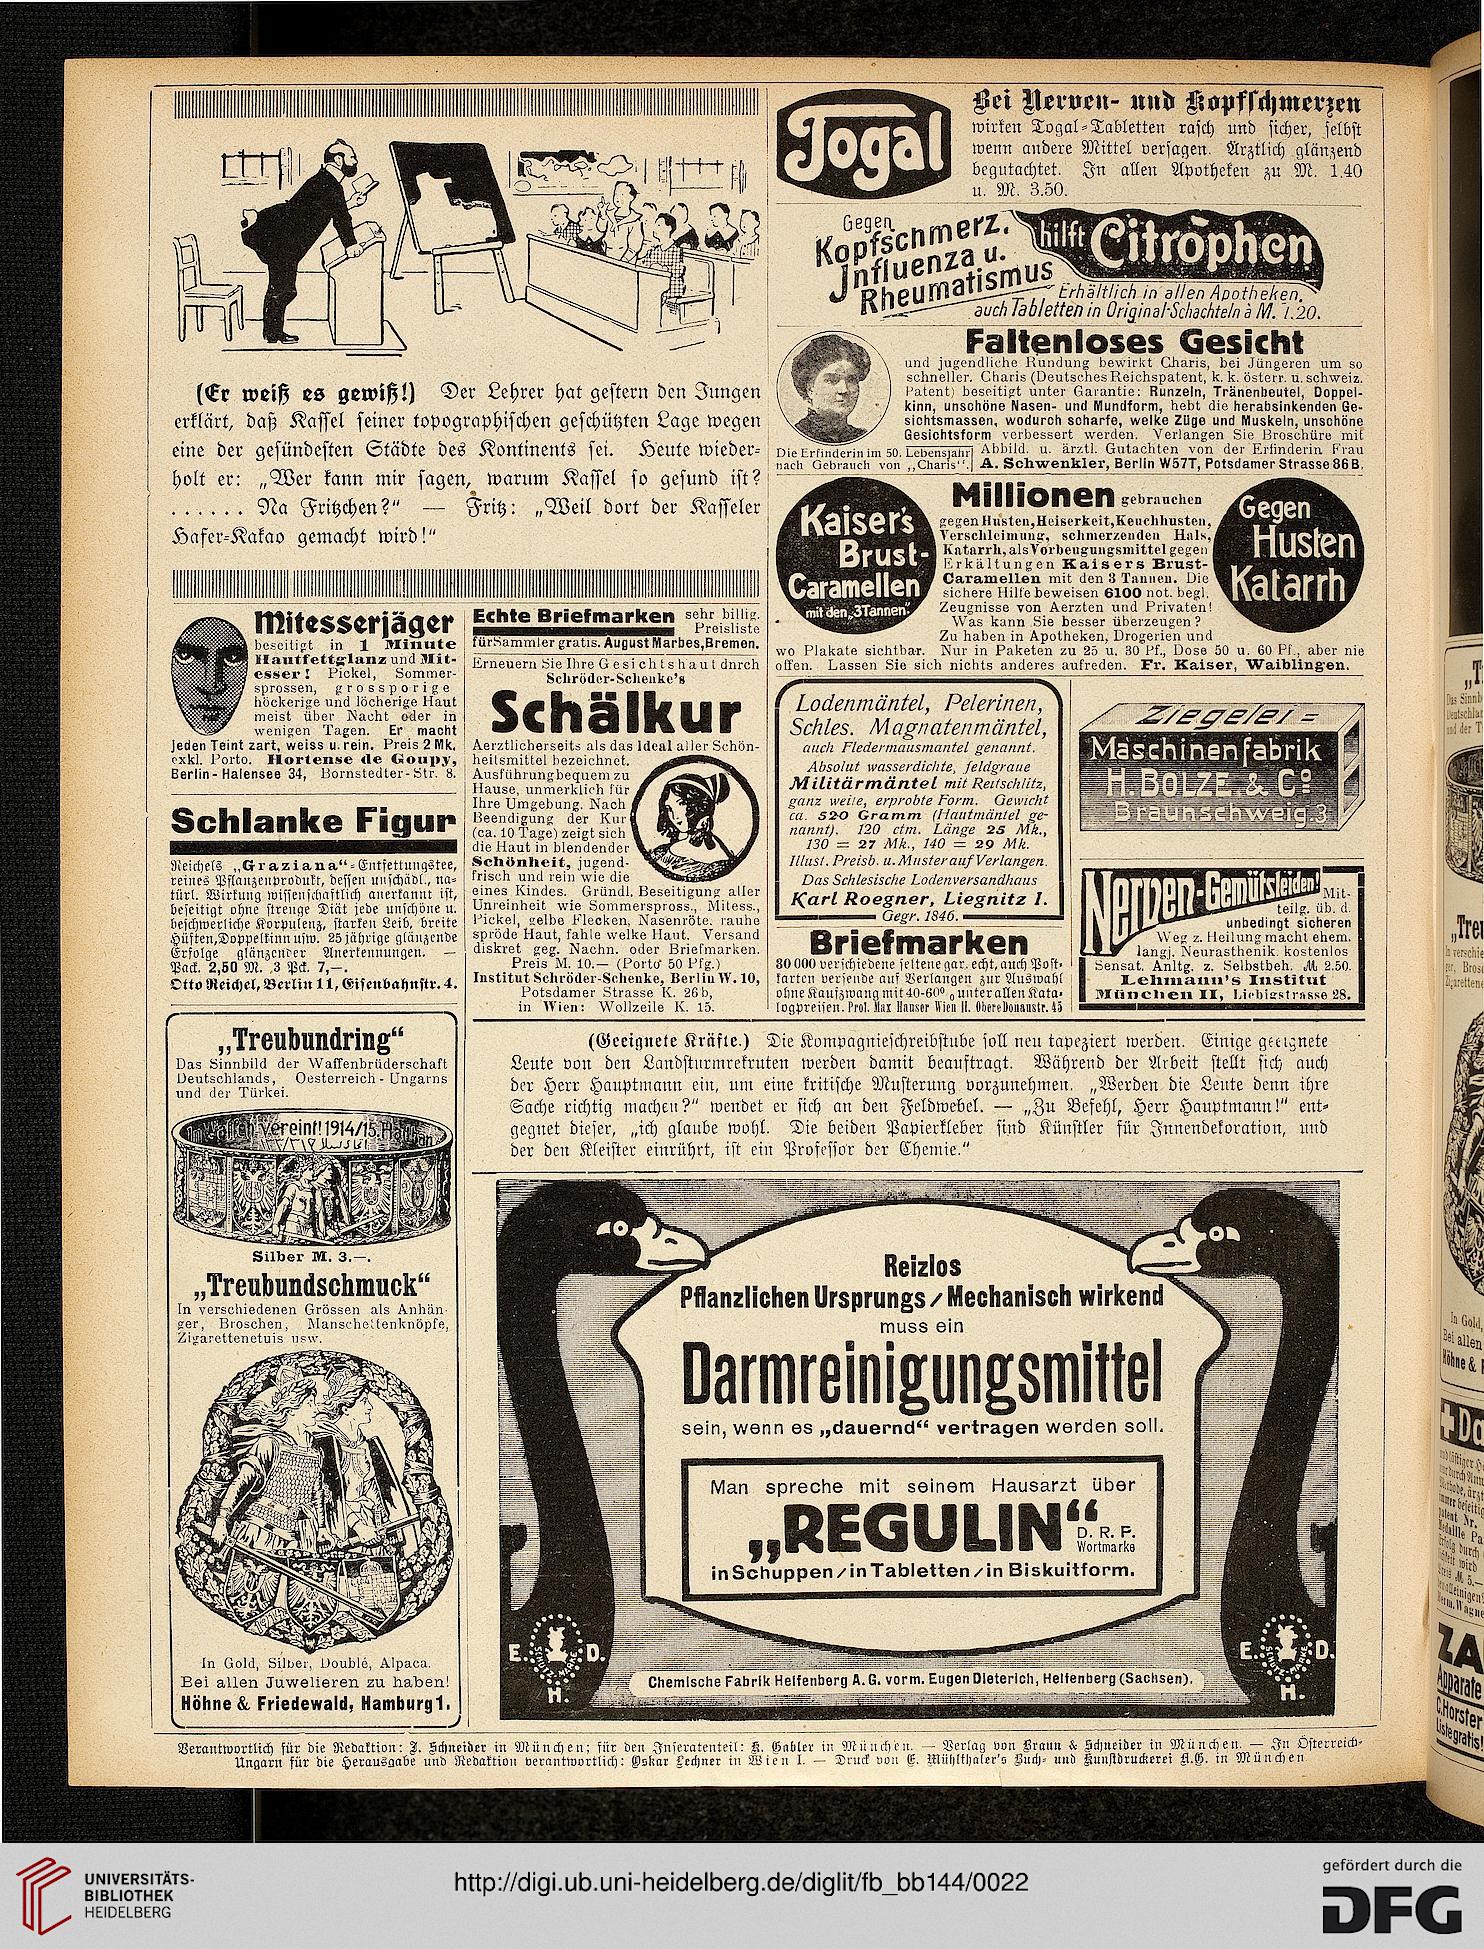 (Er weiß es gewiß!) Der Lehrer hat gestern den Jungen
erklärt, daß Kassel seiner topographischen geschützten Lage wegen
eine der gesündesten Städte des Kontinents sei. Heute wieder-
holt er: „Wer kann mir sagen, warum Kassel so gesund ist?
...... Na Fritzchen?“ — Fritz: „Weil dort der Kasseler
Hafer-Kakao gemacht wird!“
Togal
Bei Nerven- und Kopfschmerzen
wirken Togal-Tabletten rasch und sicher, selbst
wenn andere Mittel versagen. Ärztlich glänzend
begutachtet. In allen Apotheken zu M. 1.40
u. M. 3.50.
Gegen
Kopfschmerz.
Jnfluenza u.
Rheumatismus
hilft Citrophen
Erhältlich in allen Apotheken,
auch Tabletten in Original-Schachteln à M. 1.20.
Faltenloses Gesicht
und jugendliche Rundung bewirkt Charis, bei Jüngeren um so
schneller. Charis (Deutsches Reichspatent, k. k. österr. u. schweiz.
Patent) beseitigt unter Garantie: Runzeln, Tränenbeutel, Doppel-
kinn, unschöne Nasen- und Mundform, hebt die herabsinkenden Ge-
sichtsmassen, wodurch scharfe, welke Züge und Muskeln, unschöne
Gesichtsform verbessert werden. Verlangen Sie Broschüre mit
Abbild. u. ärztl. Gutachten von der Erfinderin Frau
A. Schwenkler, Berlin W57T, Potsdamer Strasse 86 B.
Die Erfinderin im 50. Lebensjahr
nach Gebrauch von „Charis“.
Kaiser's
Brust-
Caramellen
mit den „3 Tannen“
Millionen gebrauchen
gegen Husten, Heiserkeit, Keuchhusten,
Verschleimung, schmerzenden Hals,
Katarrh, als Vorbeugungsmittel gegen
Erkältungen Kaisers Brust-
Caramellen mit den 3 Tannen. Die
sichere Hilfe beweisen 6100 not. begl.
Zeugnisse von Aerzten und Privaten!
Was kann Sie besser überzeugen?
Zu haben in Apotheken, Drogerien und
wo Plakate sichtbar. Nur in Paketen zu 25 u. 30 Pf., Dose 50 u. 60 Pf., aber nie
offen. Lassen Sie sich nichts anderes aufreden. Fr. Kaiser, Waiblingen.
Gegen
Husten
Katarrh
Mitesserjäger
beseitigt in 1 Minute
Hautfettglanz und Mit-
esser! Pickel, Sommer-
sprossen, grossporige
höckerige und löcherige Haut
meist über Nacht oder in
wenigen Tagen. Er macht
jeden Teint zart, weiss u. rein. Preis 2 Mk.
exkl. Porto. Hortense de Goupy,
Berlin-Halensee 34, Bornstedter-Str. 8.
Schlanke Figur
Reichels „Graziana“-Entfettungstee,
reines Pflanzenprodukt, dessen unschädl., na-
türl. Wirkung wissenschaftlich anerkannt ist,
beseitigt ohne strenge Diät jede unschöne u.
beschwerliche Korpulenz, starken Leib, breite
Hüften, Doppelkinn usw. 25 jährige glänzende
Erfolge glänzender Anerkennungen. —
Pack. 2,50 M. 3 Pck. 7,—.
Otto Reichel, Berlin 11, Eisenbahnstr. 4.
Echte Briefmarken sehr billig.
Preisliste
für Sammler gratis. August Marbes, Bremen.
Erneuern Sie Ihre Gesichtshaut durch
Schröder-Schenke's
Schälkur
Aerztlicherseits als das Ideal aller Schön-
heitsmittel bezeichnet.
Ausführung bequem zu
Hause, unmerklich für
Ihre Umgebung. Nach
Beendigung der Kur
(ca. 10 Tage) zeigt sich
die Haut in blendender
Schönheit, jugend-
frisch und rein wie die
eines Kindes. Gründl. Beseitigung aller
Unreinheit wie Sommerspross., Mitess.,
Pickel, gelbe Flecken, Nasenröte, rauhe
spröde Haut, fahle welke Haut. Versand
diskret geg. Nachn. oder Briefmarken.
Preis M. 10.— (Porto 50 Pfg.)
Institut Schröder-Schenke, Berlin W. 10,
Potsdamer Strasse K. 26 b,
in Wien: Wollzeile K. 15.
Lodenmäntel, Pelerinen,
Schles. Magnatenmäntel,
auch Fledermausmantel genannt.
Absolut wasserdichte, feldgraue
Militärmäntel mit Reitschlitz,
ganz weite, erprobte Form. Gewicht
ca. 520 Gramm (Hautmäntel ge-
nannt). 120 ctm. Länge 25 Mk.,
130 = 27 Mk., 140 = 29 Mk.
Illust. Preisb. u. Muster auf Verlangen.
Das Schlesische Lodenversandhaus
Karl Roegner, Liegnitz I.
Gegr. 1846.
Briefmarken
80 000 verschiedene seltene gar. echt, auch Post-
karten versende auf Verlangen zur Auswahl
ohne Kaufzwang mit 40-60% unter allen Kata-
logpreisen. Prof. Max Hauser Wien II. Obere Donaustr. 45
Ziegelei-
Maschinenfabrik
H. BOLZE & Co
Braunschweig. 3
Nerven-Gemütsleiden!
Mit-
teilg. üb. d.
unbedingt sicheren
Weg z. Heilung macht ehem.
langj. Neurasthenik. kostenlos
Sensat. Anltg. z. Selbstbeh. M 2.50.
Lehmann's Institut
München II, Liebigstrasse 28.
„Treubundring“
Das Sinnbild der Waffenbrüderschaft
Deutschlands, Oesterreich-Ungarns
und der Türkei.
vereint! 1914/15
Silber M. 3.—.
„Treubundschmuck“
In verschiedenen Grössen als Anhän-
ger, Broschen, Manschettenknöpfe,
Zigarettenetuis usw.
In Gold, Silber, Doublé, Alpaca.
Bei allen Juwelieren zu haben!
Höhne & Friedewald, Hamburg 1.
(Geeignete Kräfte.) Die Kompagnieschreibstube soll neu tapeziert werden. Einige geeignete
Leute von den Landsturmrekruten werden damit beauftragt. Während der Arbeit stellt sich auch
der Herr Hauptmann ein, um eine kritische Musterung vorzunehmen. „Werden die Leute denn ihre
Sache richtig machen?“ wendet er sich an den Feldwebel. — „Zu Befehl, Herr Hauptmann!“ ent-
gegnet dieser, „ich glaube wohl. Die beiden Papierkleber sind Künstler für Innendekoration, und
der den Kleister einrührt, ist ein Professor der Chemie.“
Reizlos
Pflanzlichen Ursprungs / Mechanisch wirkend
muss ein
Darmreinigungsmittel
sein, wenn es „dauernd“ vertragen werden soll.
Man spreche mit seinem Hausarzt über
„REGULIN“
D. R. P.
Wortmarke
in Schuppen / in Tabletten / in Biskuitform.
E. D.
H.
E. D.
H.
Chemische Fabrik Helfenberg A. G. vorm. Eugen Dieterich, Helfenberg (Sachsen).
Verantwortlich für die Redaktion: J. Schneider in München; für den Inseratenteil: K. Gabler in München. — Verlag von Braun & Schneider in München. — In Österreich-
Ungarn für die Herausgabe und Redaktion verantwortlich: Oskar Lechner in Wien I. — Druck von E. Mühlthaler's Buch- und Kunstdruckerei A.G. in München
UNIVERSITÄTS-
BIBLIOTHEK
HEIDELBERG
http://digi.ub.uni-heidelberg.de/diglit/fb_bb144/0022
gefördert durch die
DFG